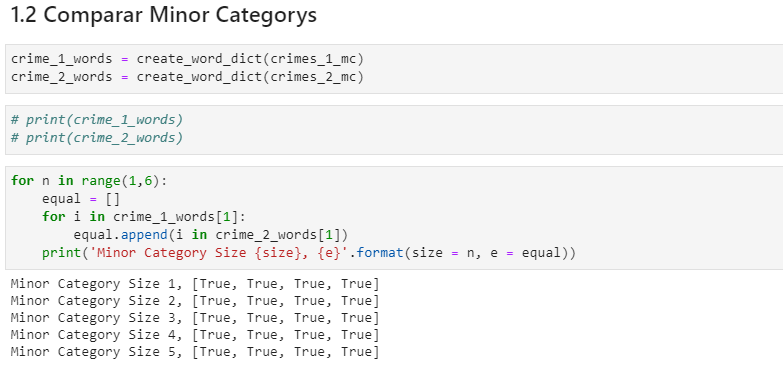 1.2 Comparar Minor Categorys
crime_1_words = create_word_dict(crimes_1_mc)
crime_2_words = create_word_dict(crimes_2_mc)
# print(crime_1_words)
# print(crime_2_words)
for n in range(1,6):
    equal = []
    for i in crime_1_words[1]:
        equal.append(i in crime_2_words[1])
    print('Minor Category Size {size}, {e}'.format(size = n, e = equal))
Minor Category Size 1, [True, True, True, True]
Minor Category Size 2, [True, True, True, True]
Minor Category Size 3, [True, True, True, True]
Minor Category Size 4, [True, True, True, True]
Minor Category Size 5, [True, True, True, True]